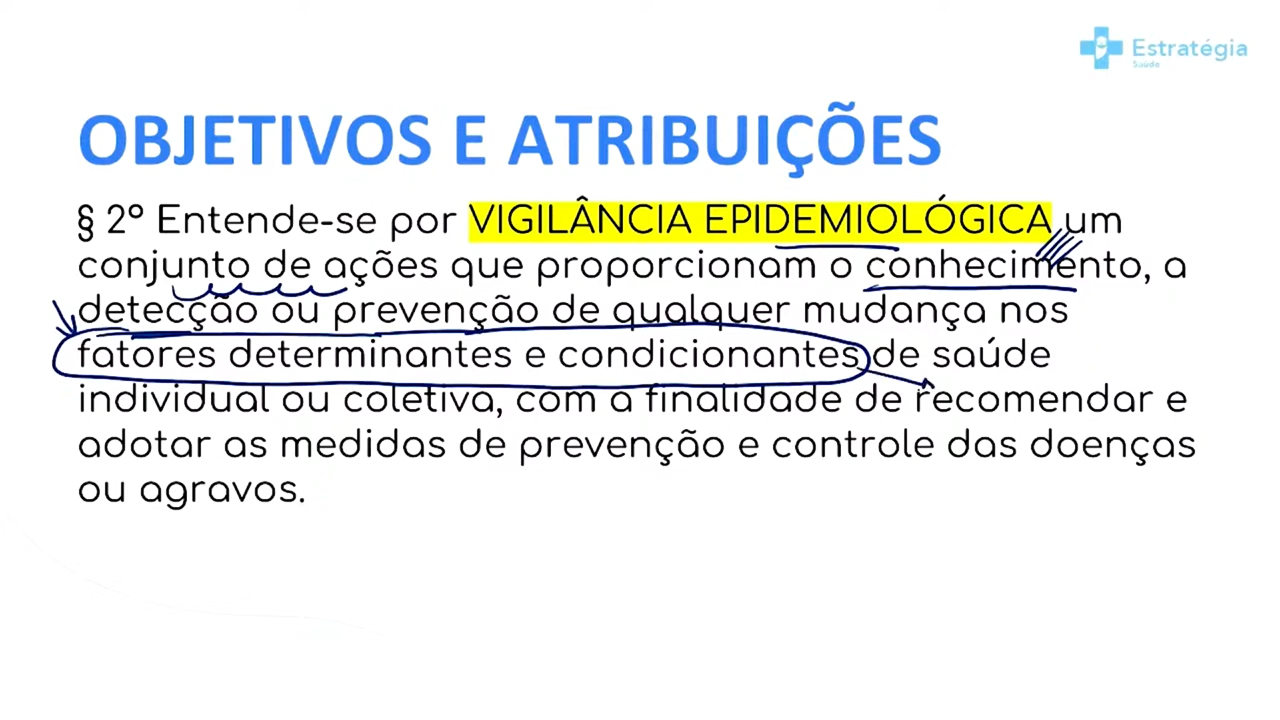 Estratégia
Saúde
OBJETIVOS E ATRIBUIÇÕES
§ 2º Entende-se por VIGILÂNCIA EPIDEMIOLÓGICA um
conjunto de ações que proporcionam o conhecimento, a
detecção ou prevenção de qualquer mudança nos
fatores determinantes e condicionantes de saúde
individual ou coletiva, com a finalidade de recomendar e
adotar as medidas de prevenção e controle das doenças
ou agravos.